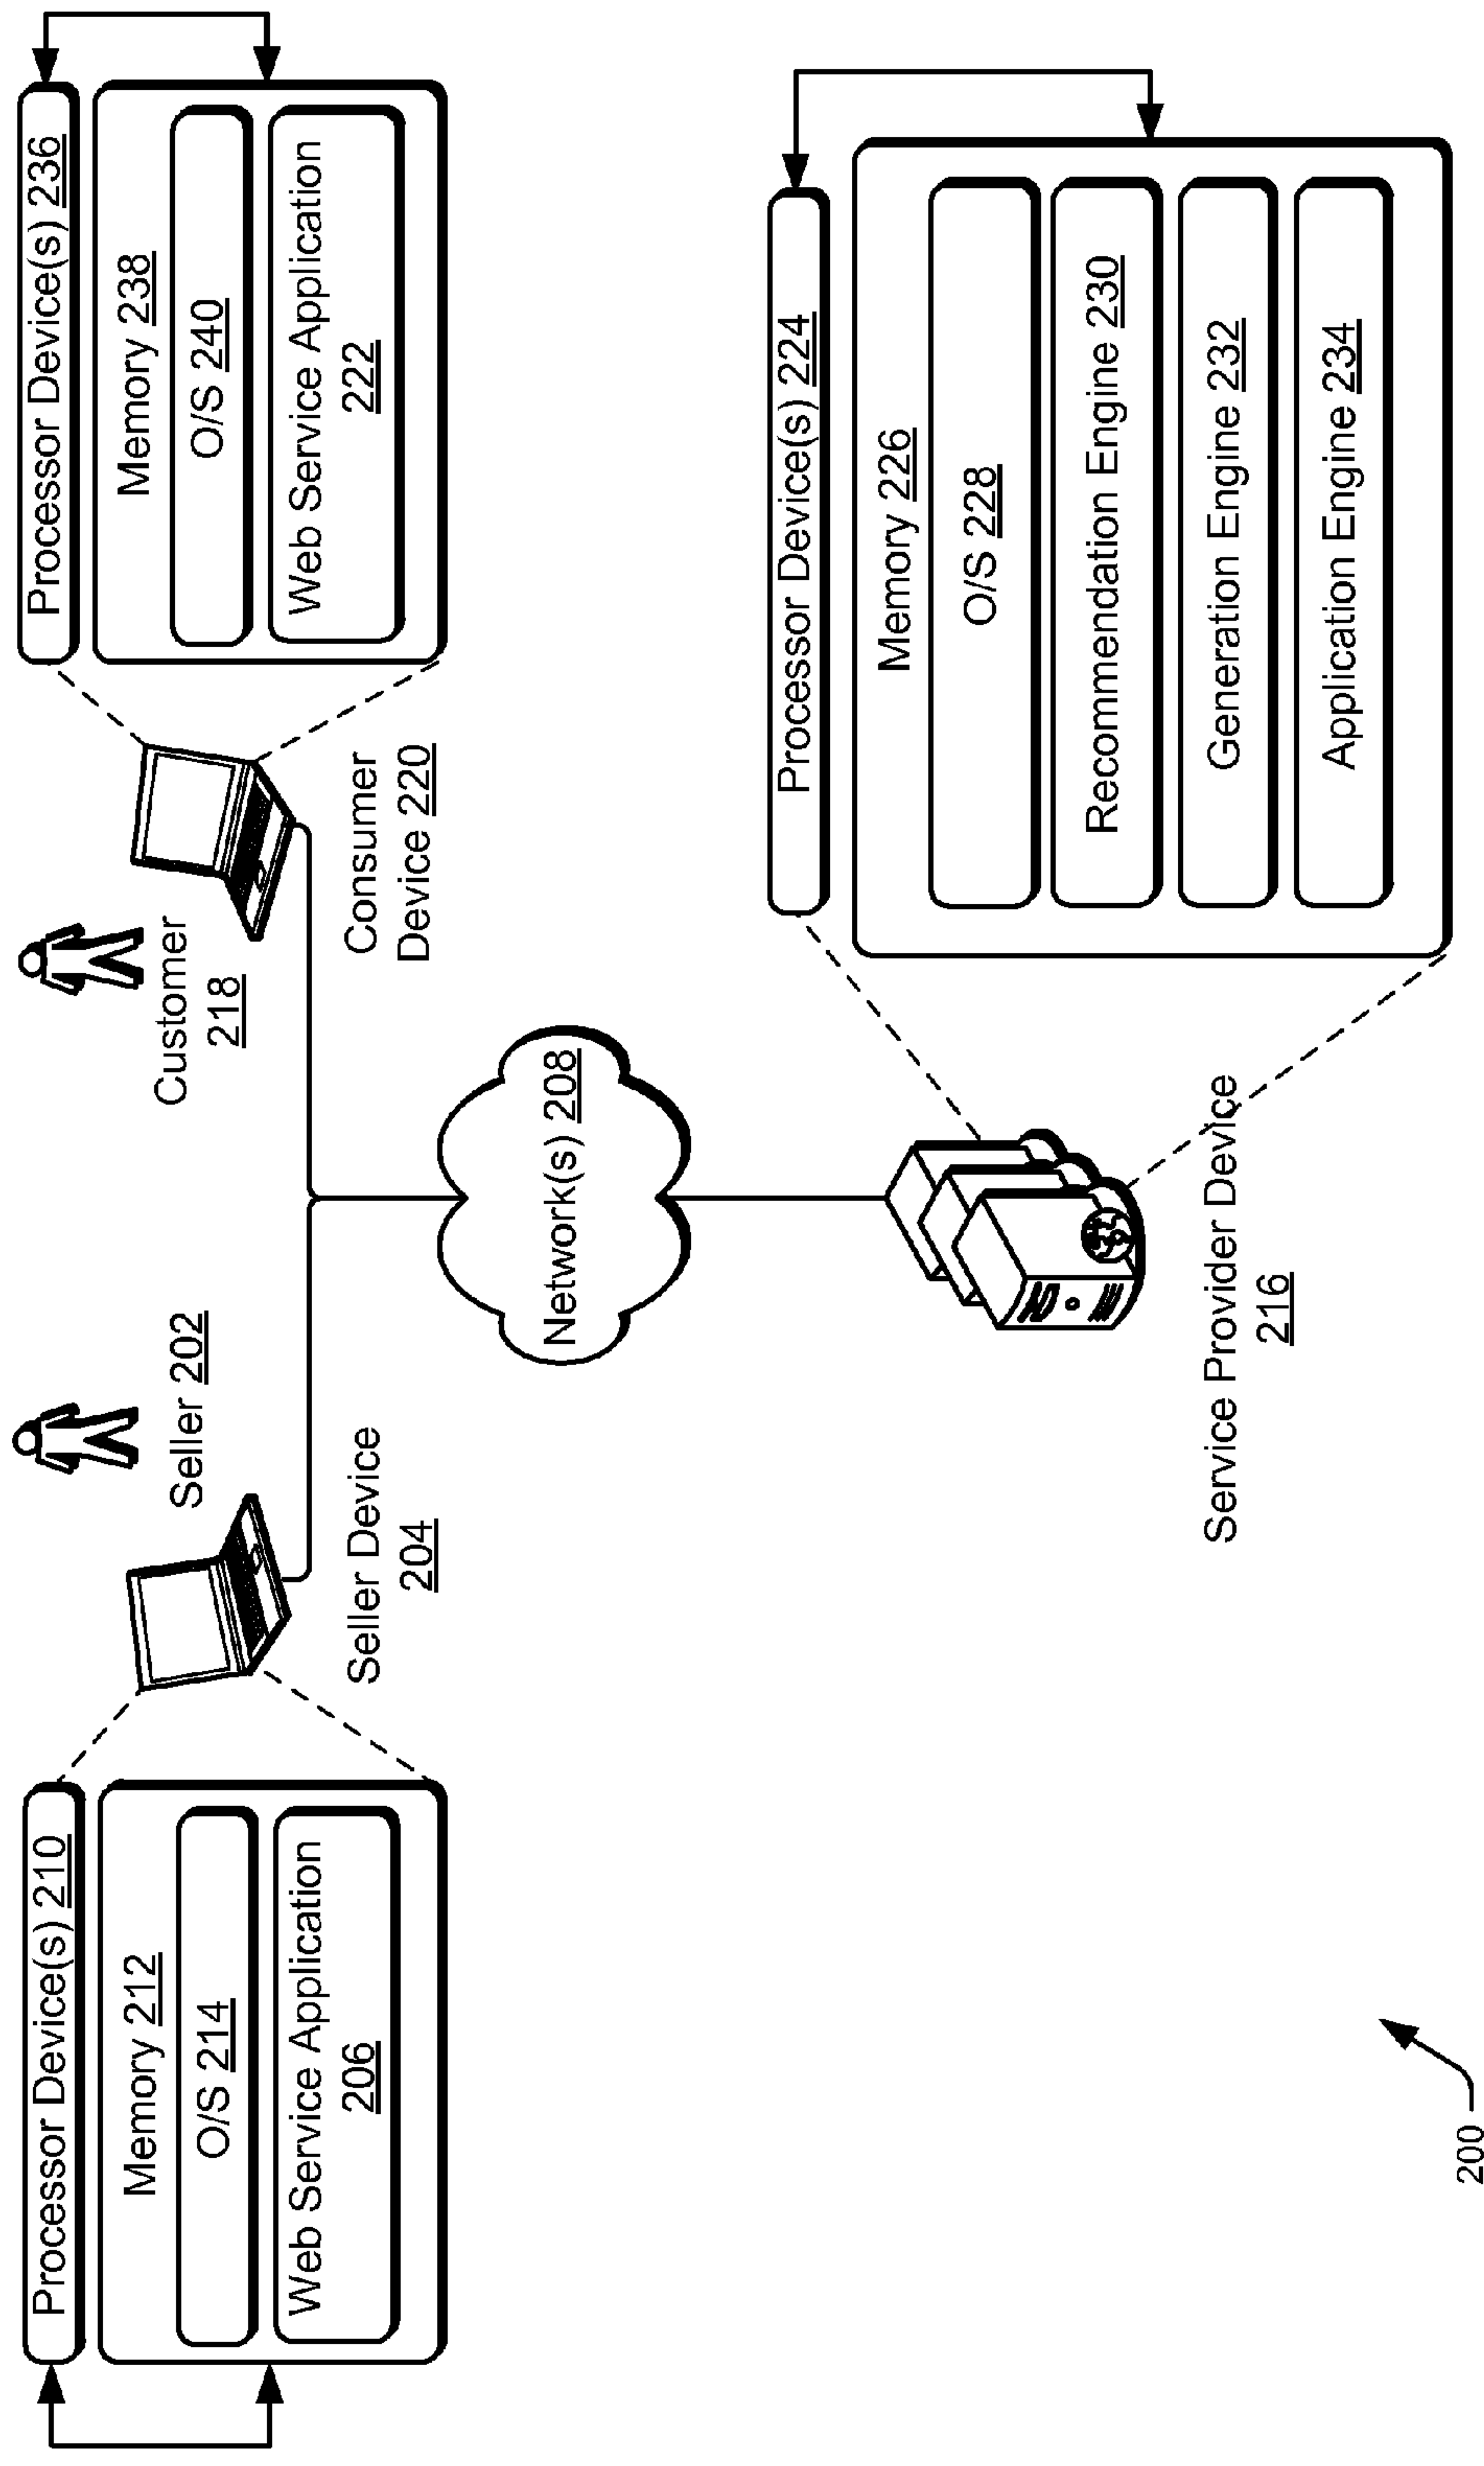 Processor Device(s) 210
Memory 212
O/S 214
Web Service Application
206
Seller 202
Seller Device
204
Customer
218
Consumer
Device 220
Processor Device(s) 236
Memory 238
O/S 240
Web Service Application
222
Network(s) 208
Service Provider Device
216
Processor Device(s) 224
Memory 226
O/S 228
Recommendation Engine 230
Generation Engine 232
Application Engine 234
200